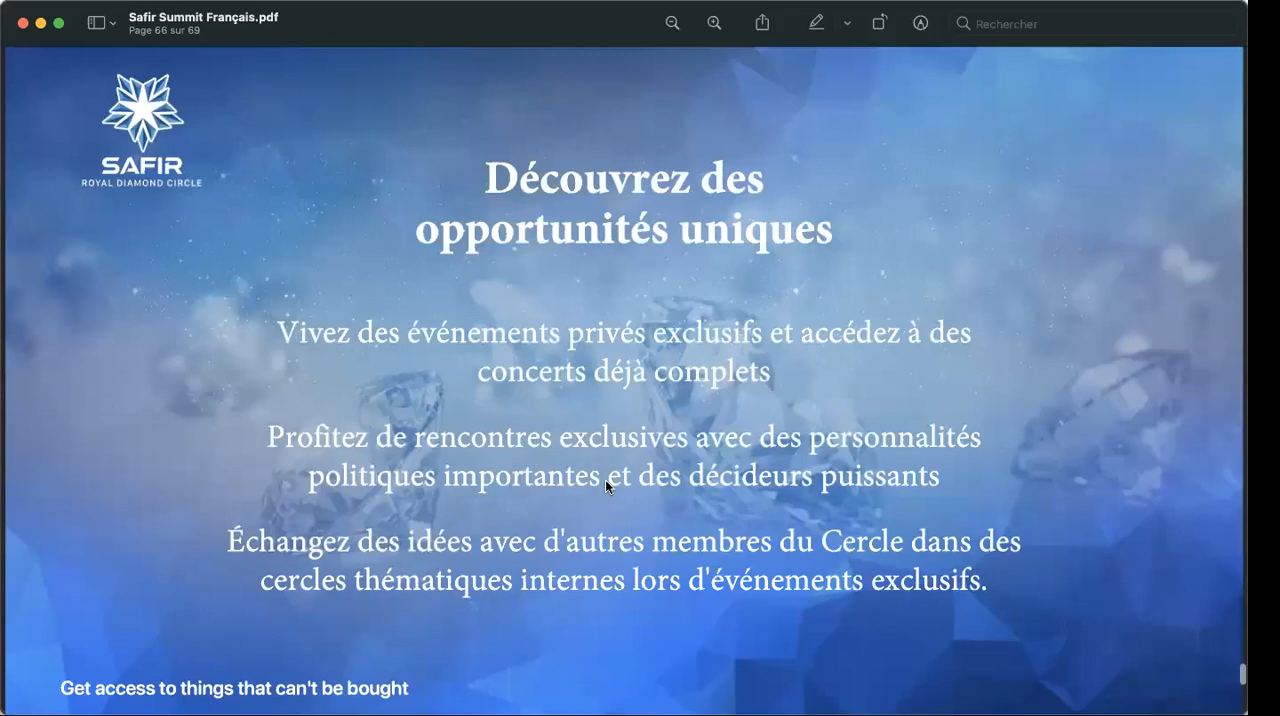 Safir Summit Français.pdf
Page 66 sur 69
Rechercher
SAFIR
ROYAL DIAMOND CIRCLE
Découvrez des
opportunités uniques
Vivez des événements privés exclusifs et accédez à des
concerts déjà complets
Profitez de rencontres exclusives avec des personnalités
politiques importantes et des décideurs puissants
Échangez des idées avec d'autres membres du Cercle dans des
cercles thématiques internes lors d'événements exclusifs.
Get access to things that can't be bought